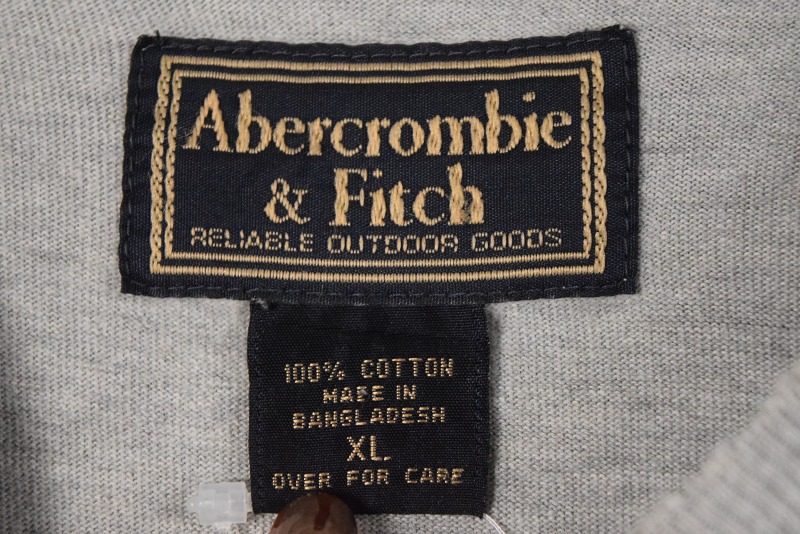 Abercrombie
& Fitch
RELIABLE OUTDOOR GOODS
100% COTTON
MADE IN
BANGLADESH
XL
OVER FOR CARE